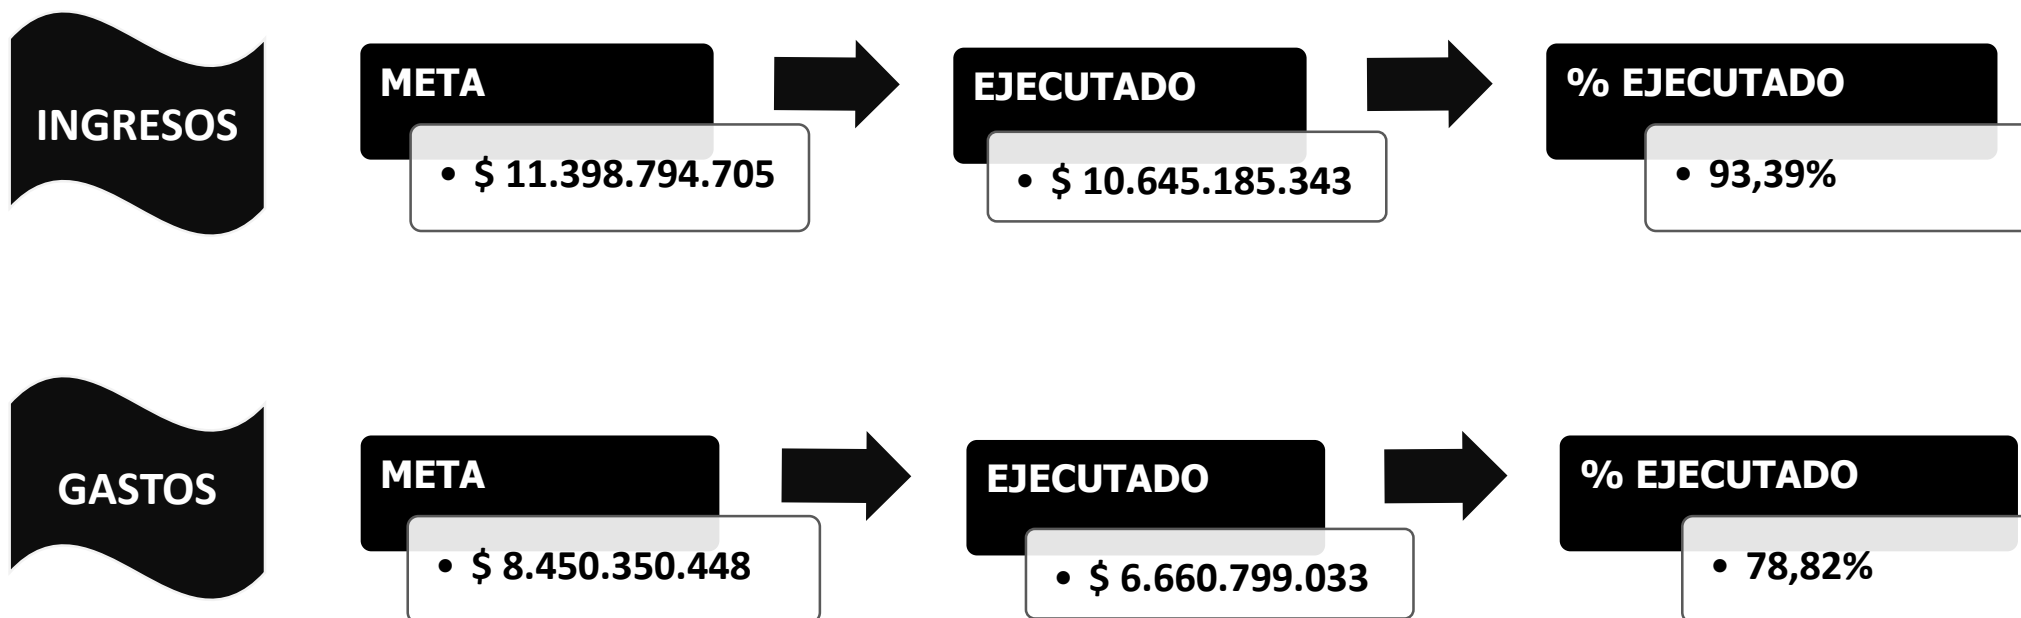 INGRESOS
META
• $ 11.398.794.705
EJECUTADO
• $ 10.645.185.343
% EJECUTADO
• 93,39%
GASTOS
META
• $ 8.450.350.448
EJECUTADO
• $ 6.660.799.033
% EJECUTADO
• 78,82%